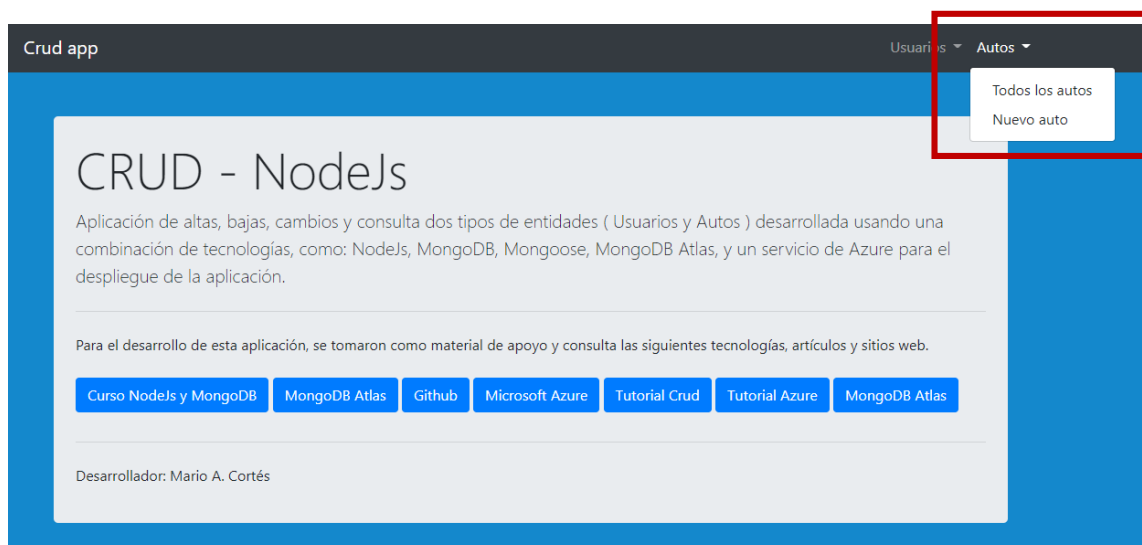 Crud app
Usuarios Autos
Todos los autos
Nuevo auto
CRUD - NodeJs
Aplicación de altas, bajas, cambios y consulta dos tipos de entidades ( Usuarios y Autos ) desarrollada usando una
combinación de tecnologías, como: NodeJs, MongoDB, Mongoose, MongoDB Atlas, y un servicio de Azure para el
despliegue de la aplicación.
Para el desarrollo de esta aplicación, se tomaron como material de apoyo y consulta las siguientes tecnologías, artículos y sitios web.
Curso NodeJs y MongoDB MongoDB Atlas Github Microsoft Azure Tutorial Crud Tutorial Azure MongoDB Atlas
Desarrollador: Mario A. Cortés